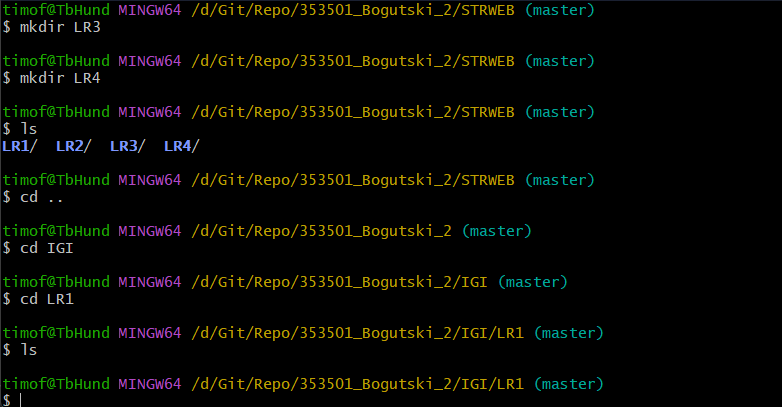 timof@TbHund MINGW64 /d/Git/Repo/353501_Bogutski_2/STRWEB (master)
$ mkdir LR3
timof@TbHund MINGW64 /d/Git/Repo/353501_Bogutski_2/STRWEB (master)
$ mkdir LR4
timof@TbHund MINGW64 /d/Git/Repo/353501_Bogutski_2/STRWEB (master)
$ ls
LR1/  LR2/  LR3/  LR4/
timof@TbHund MINGW64 /d/Git/Repo/353501_Bogutski_2/STRWEB (master)
$ cd ..
timof@TbHund MINGW64 /d/Git/Repo/353501_Bogutski_2 (master)
$ cd IGI
timof@TbHund MINGW64 /d/Git/Repo/353501_Bogutski_2/IGI (master)
$ cd LR1
timof@TbHund MINGW64 /d/Git/Repo/353501_Bogutski_2/IGI/LR1 (master)
$ ls
timof@TbHund MINGW64 /d/Git/Repo/353501_Bogutski_2/IGI/LR1 (master)
$